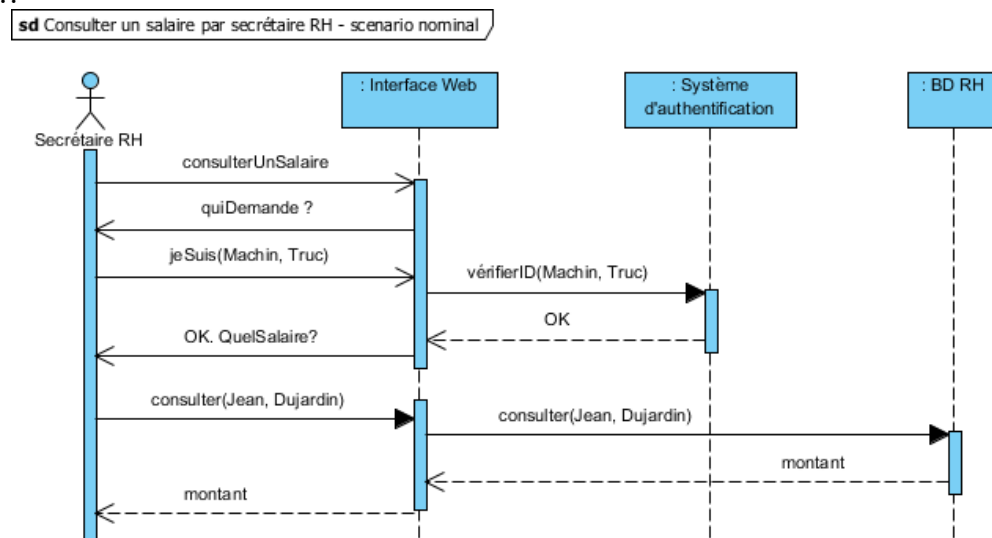 sd Consulter un salaire par secrétaire RH - scenario nominal
Secrétaire RH
: Interface Web
: Système
d'authentification
: BD RH
consulterUnSalaire
quiDemande ?
jeSuis(Machin, Truc)
vérifierID(Machin, Truc)
OK
OK. QuelSalaire?
consulter(Jean, Dujardin)
consulter(Jean, Dujardin)
montant
montant